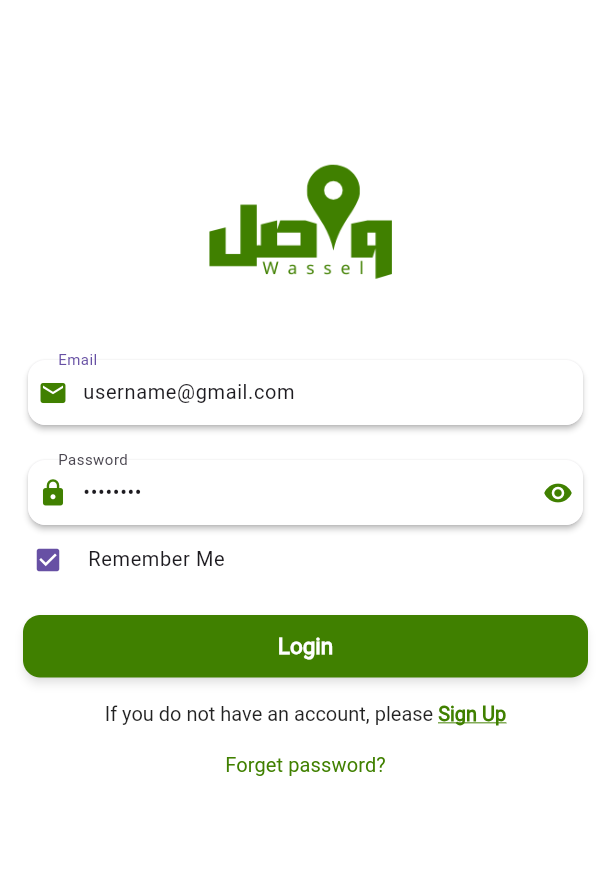 واصل
Wassel
Email
username@gmail.com
Password
••••••••
Remember Me
Login
If you do not have an account, please Sign Up
Forget password?